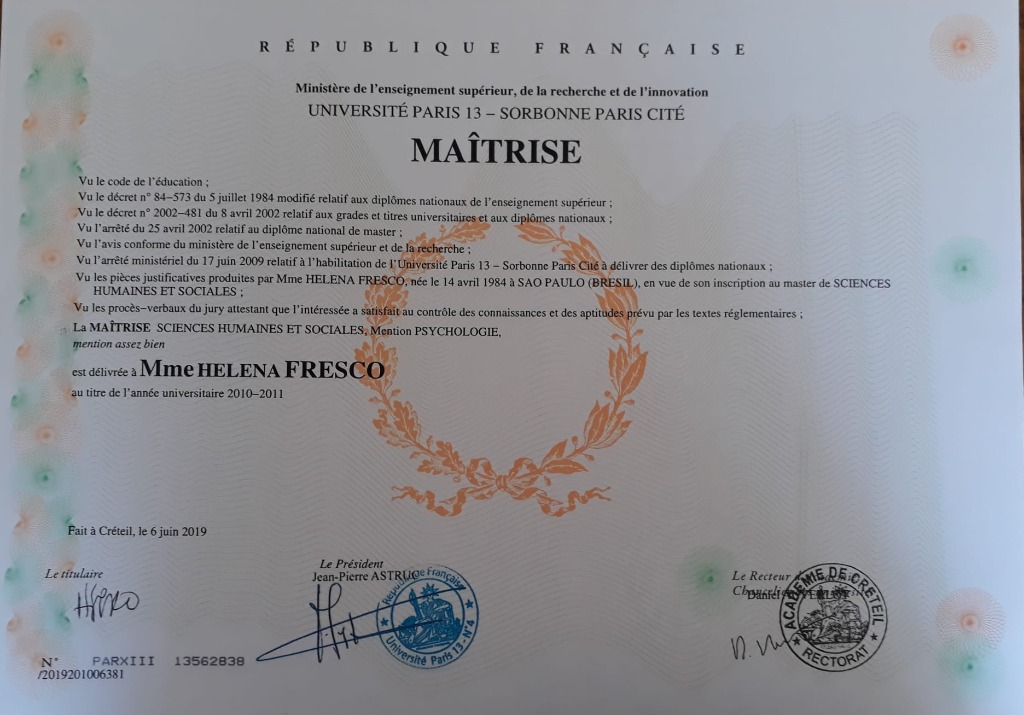 RÉPUBLIQUE FRANÇAISE
Ministère de l'enseignement supérieur, de la recherche et de l'innovation
UNIVERSITÉ PARIS 13 – SORBONNE PARIS CITÉ
MAÎTRISE
Vu le code de l'éducation ;
Vu le décret n° 84–573 du 5 juillet 1984 modifié relatif aux diplômes nationaux de l'enseignement supérieur ;
Vu le décret n° 2002–481 du 8 avril 2002 relatif aux grades et titres universitaires et aux diplômes nationaux ;
Vu l'arrêté du 25 avril 2002 relatif au diplôme national de master ;
Vu l'avis conforme du ministère de l'enseignement supérieur et de la recherche ;
Vu l'arrêté ministériel du 17 juin 2009 relatif à l'habilitation de l'Université Paris 13 – Sorbonne Paris Cité à délivrer des diplômes nationaux ;
Vu les pièces justificatives produites par Mme HELENA FRESCO, née le 14 avril 1984 à SAO PAULO (BRESIL), en vue de son inscription au master de SCIENCES
HUMAINES ET SOCIALES ;
Vu les procès–verbaux du jury attestant que l'intéressée a satisfait au contrôle des connaissances et des aptitudes prévu par les textes réglementaires ;
La MAÎTRISE SCIENCES HUMAINES ET SOCIALES, Mention PSYCHOLOGIE,
mention assez bien
est délivrée à Mme HELENA FRESCO
au titre de l'année universitaire 2010–2011
Fait à Créteil, le 6 juin 2019
Le titulaire
Le Président
Jean-Pierre ASTRUC
République Française
Université Paris 13 - N°4
Le Recteur
Daniel
ACADÉMIE DE CRÉTEIL
RECTORAT
N° PARXIII 13562838
/2019201006381